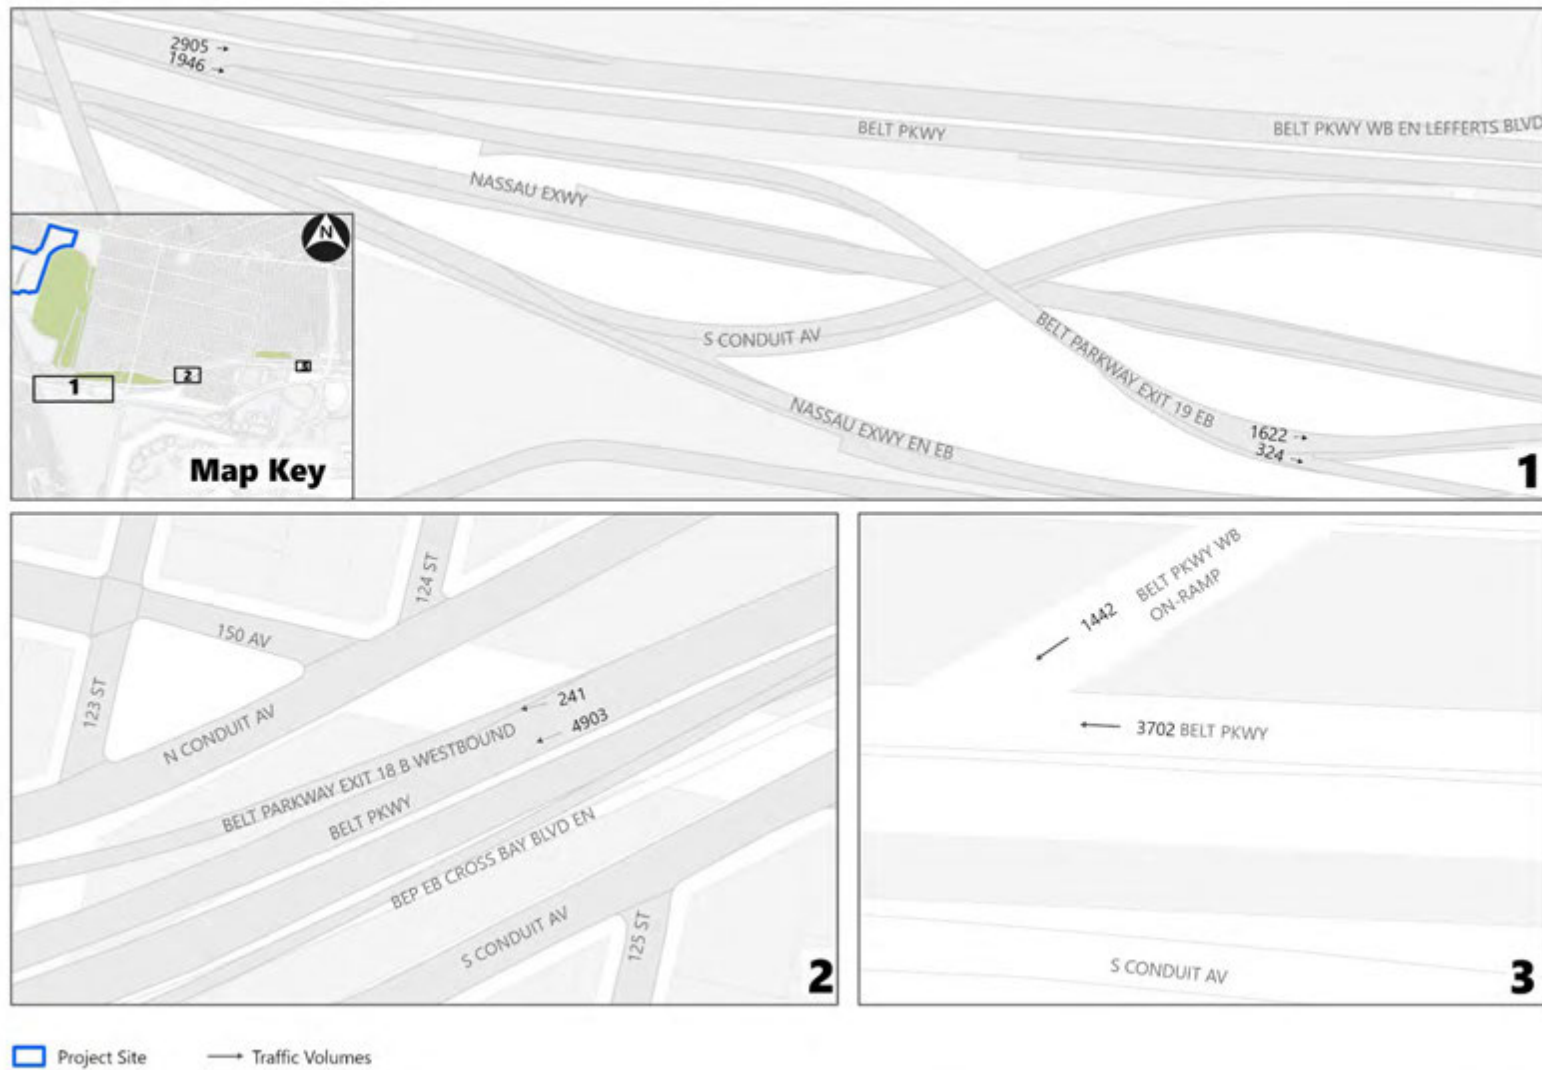 2905
1946
BELT PKWY
BELT PKWY WB EN LEFFERTS BLVD
NASSAU EXWY
N
S CONDUIT AV
BELT PARKWAY EXIT 19 EB
NASSAU EXWY EN EB
1622
324
1
2
Map Key
1
124 ST
150 AV
123 ST
N CONDUIT AV
241
4903
BELT PARKWAY EXIT 18 B WESTBOUND
BELT PKWY
BEP EB CROSS BAY BLVD EN
S CONDUIT AV
125 ST
2
BELT PKWY WB
ON-RAMP
1442
3702 BELT PKWY
S CONDUIT AV
3
Project Site
Traffic Volumes